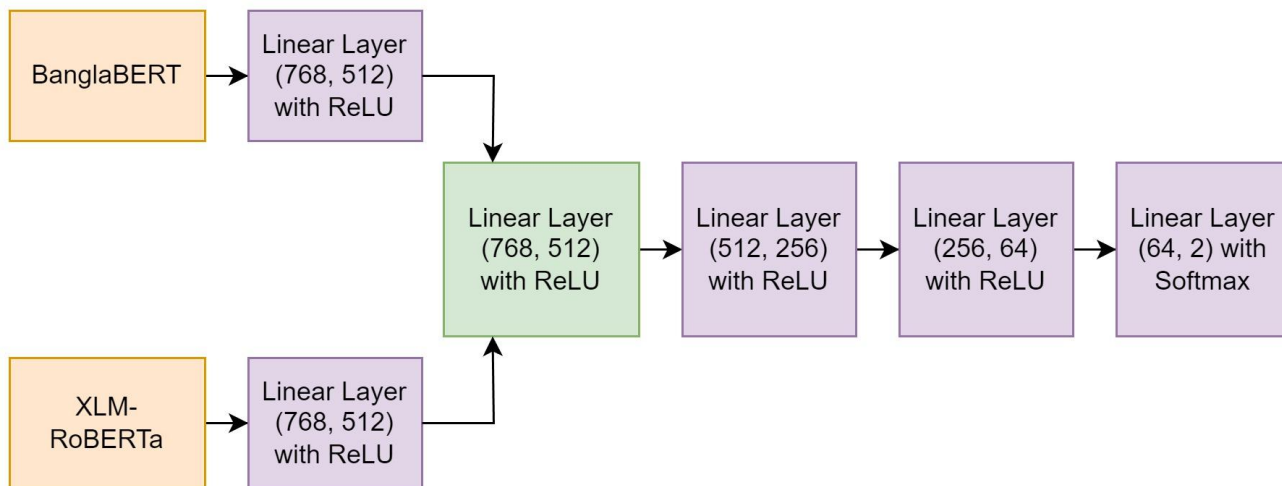 BanglaBERT
Linear Layer
(768, 512)
with ReLU
Linear Layer
(768, 512)
with ReLU
Linear Layer
(512, 256)
with ReLU
Linear Layer
(256, 64)
with ReLU
Linear Layer
(64, 2) with
Softmax
XLM-
RoBERTa
Linear Layer
(768, 512)
with ReLU